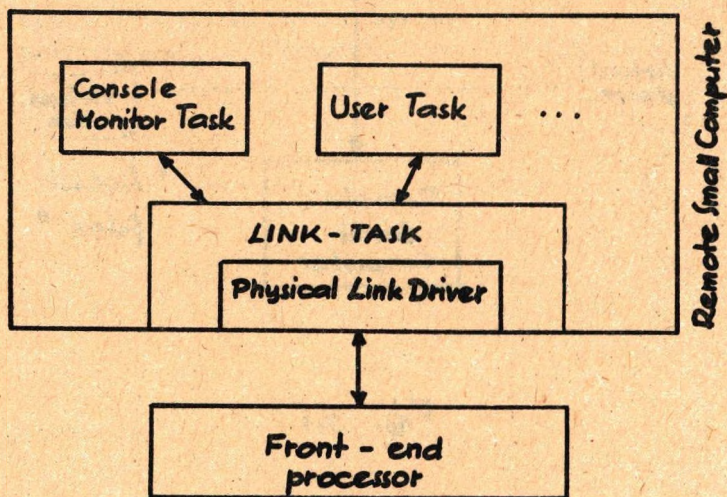 Console
Monitor Task
User Task
...
LINK - TASK
Physical Link Driver
Remote Small Computer
Front - end
processor